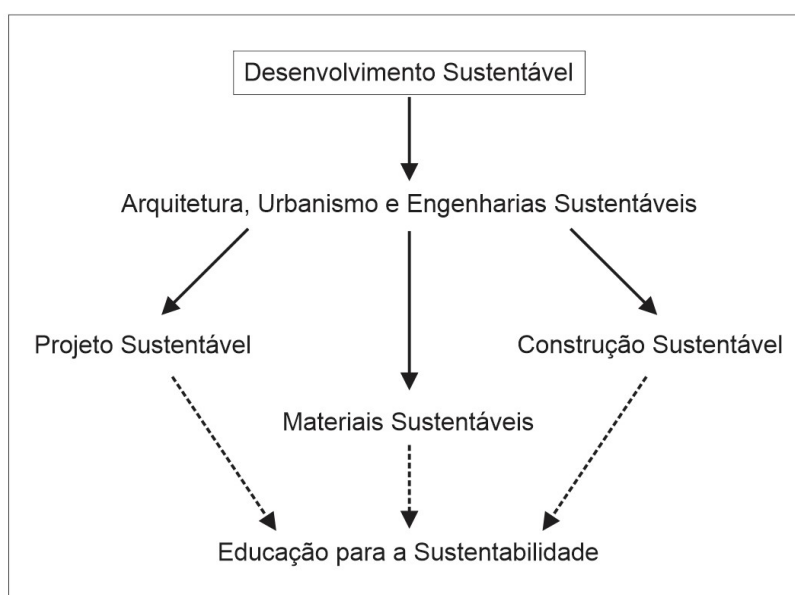 Desenvolvimento Sustentável
Arquitetura, Urbanismo e Engenharias Sustentáveis
Projeto Sustentável
Construção Sustentável
Materiais Sustentáveis
Educação para a Sustentabilidade